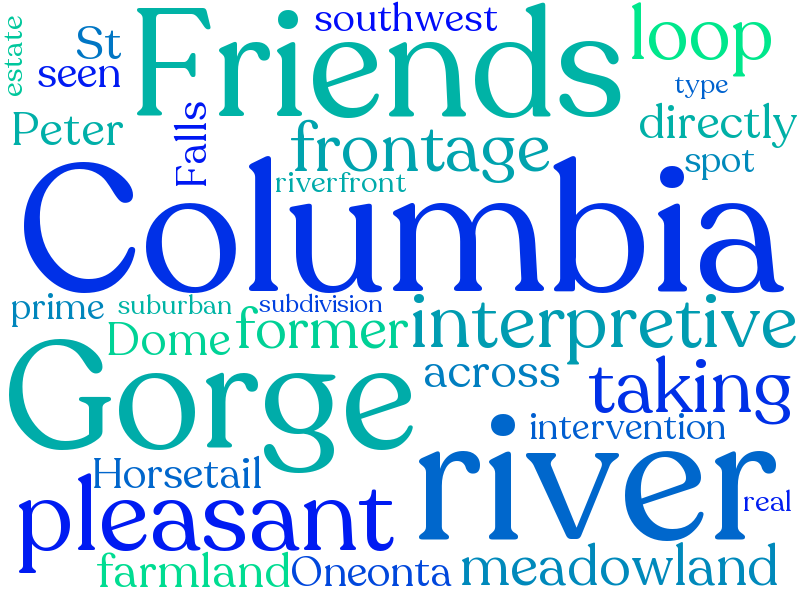 estate
St
seen
Friends
southwest
loop
type
Peter
Falls
frontage
directly
spot
riverfront
Columbia
prime
suburban
subdivision
Dome
former
interpretive
across
taking
Gorge
intervention
Horsetail
river
real
pleasant
farmland
Oneonta
meadowland